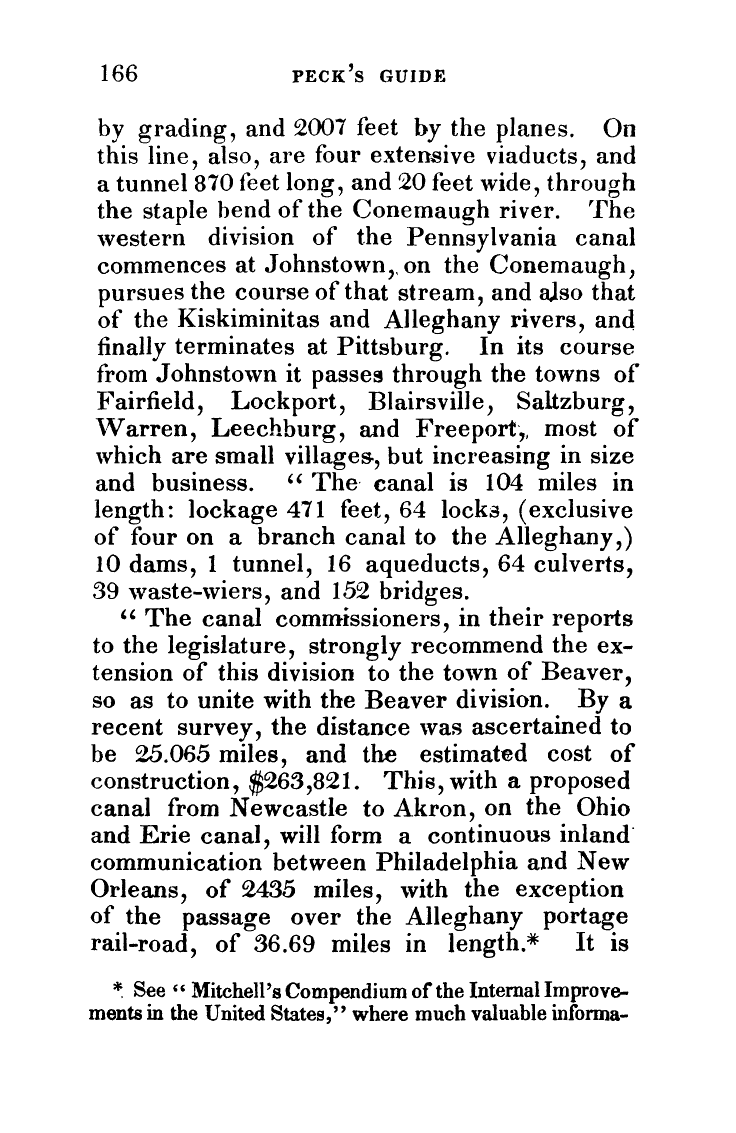 166 PECK'S GUIDE
by grading, and 2007 feet by the planes. On
this line, also, are four extensive viaducts, and
a tunnel 870 feet long, and 20 feet wide, through
the staple bend of the Conemaugh river. The
western division of the Pennsylvania canal
commences at Johnstown, on the Conemaugh,
pursues the course of that stream, and also that
of the Kiskiminitas and Alleghany rivers, and
finally terminates at Pittsburg. In its course
from Johnstown it passes through the towns of
Fairfield, Lockport, Blairsville, Saltzburg,
Warren, Leechburg, and Freeport, most of
which are small villages, but increasing in size
and business. “ The canal is 104 miles in
length: lockage 471 feet, 64 locks, (exclusive
of four on a branch canal to the Alleghany,)
10 dams, 1 tunnel, 16 aqueducts, 64 culverts,
39 waste-wiers, and 152 bridges.
“ The canal commissioners, in their reports
to the legislature, strongly recommend the ex-
tension of this division to the town of Beaver,
so as to unite with the Beaver division. By a
recent survey, the distance was ascertained to
be 25.065 miles, and the estimated cost of
construction, $263,821. This, with a proposed
canal from Newcastle to Akron, on the Ohio
and Erie canal, will form a continuous inland
communication between Philadelphia and New
Orleans, of 2435 miles, with the exception
of the passage over the Alleghany portage
rail-road, of 36.69 miles in length.* It is
* See “ Mitchell's Compendium of the Internal Improve-
ments in the United States,” where much valuable informa-